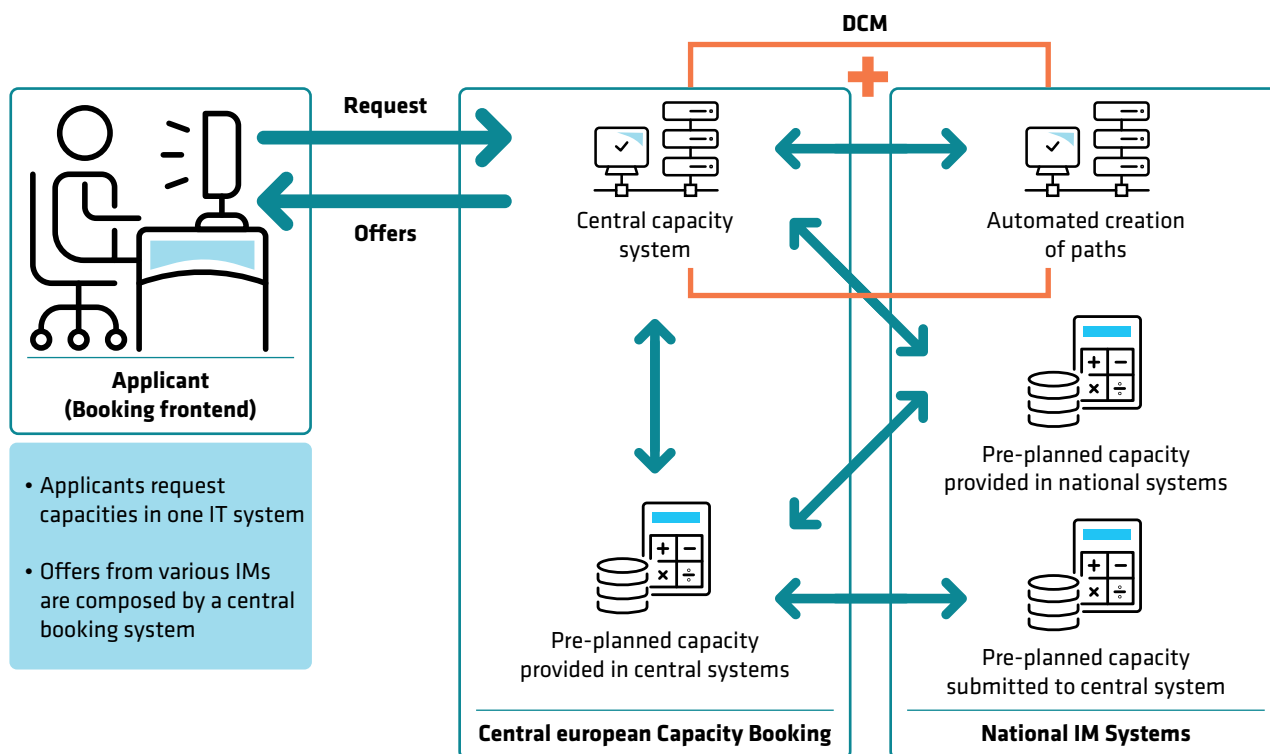 DCM
Request
Offers
Applicant
(Booking frontend)
• Applicants request
capacities in one IT system
• Offers from various IMs
are composed by a central
booking system
Central capacity
system
Pre-planned capacity
provided in central systems
Central european Capacity Booking
Automated creation
of paths
Pre-planned capacity
provided in national systems
Pre-planned capacity
submitted to central system
National IM Systems